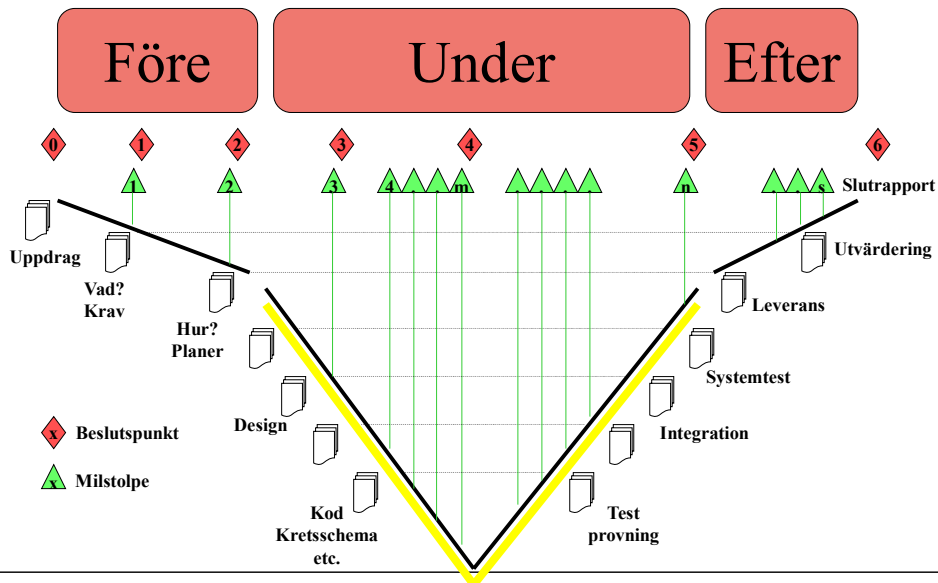 Före
Under
Efter
0
1
2
3
4
5
6
1
2
3
4
m
n
s
Slutrapport
Uppdrag
Utvärdering
Vad?
Krav
Leverans
Hur?
Planer
Systemtest
Design
Integration
x
Beslutspunkt
x
Milstolpe
Kod
Kretsschema
etc.
Test
provning